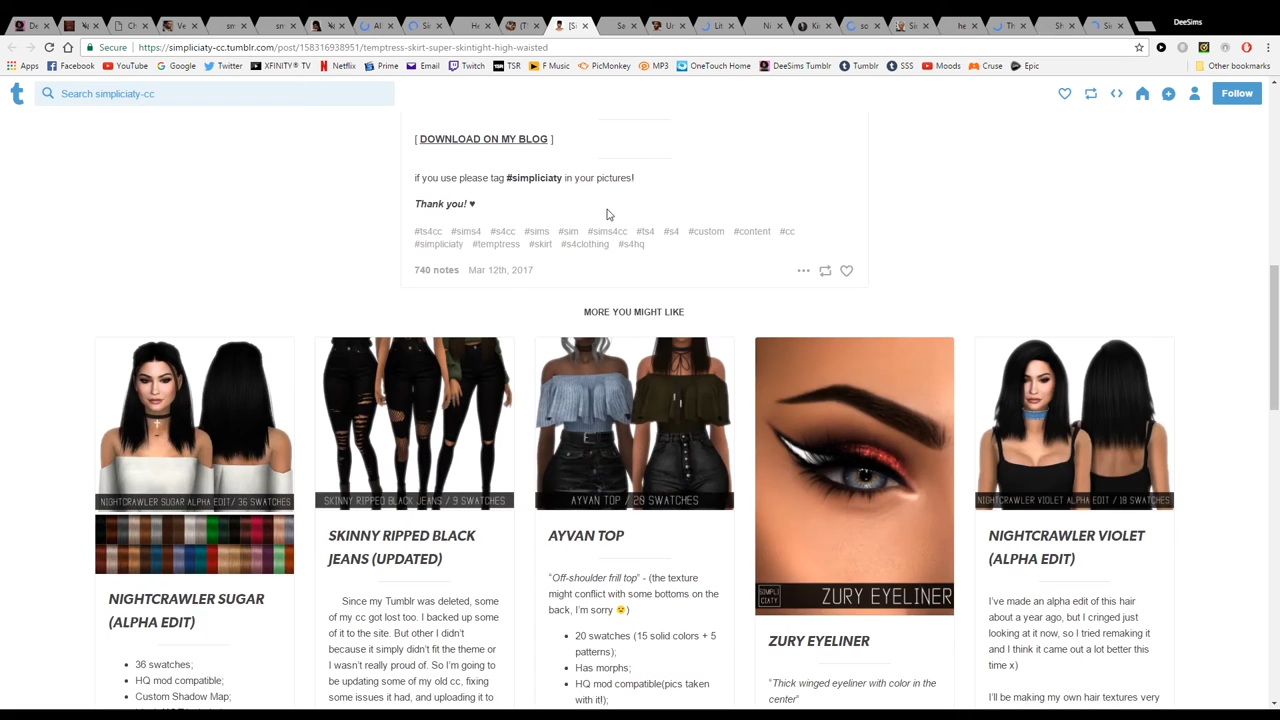 DeeSims
Secure
https://simpliciaty-cc.tumblr.com/post/158316938951/temptress-skirt-super-skintight-high-waisted
Apps Facebook YouTube Google Twitter XFINITY® TV Netflix Prime Email Twitch TSR F Music PicMonkey MP3 OneTouch Home DeeSims Tumblr Tumblr SSS Moods Cruse Epic Other bookmarks
Search simpliciaty-cc
Follow
[ DOWNLOAD ON MY BLOG ]
if you use please tag #simpliciaty in your pictures!
Thank you! ♥
#ts4cc #sims4 #s4cc #sims #sim #sims4cc #ts4 #s4 #custom #content #cc
#simpliciaty #temptress #skirt #s4clothing #s4hq
740 notes Mar 12th, 2017
MORE YOU MIGHT LIKE
NIGHTCRAWLER SUGAR ALPHA EDIT/ 36 SWATCHES
NIGHTCRAWLER SUGAR
(ALPHA EDIT)
36 swatches;
HQ mod compatible;
Custom Shadow Map;
SKINNY RIPPED BLACK JEANS / 9 SWATCHES
SKINNY RIPPED BLACK
JEANS (UPDATED)
Since my Tumblr was deleted, some
of my cc got lost too. I backed up some
of it to the site. But other I didn't
because it simply didn't fit the theme or
I wasn't really proud of. So I'm going to
be updating some of my old cc, fixing
some issues it had, and uploading it to
AYVAN TOP / 20 SWATCHES
AYVAN TOP
"Off-shoulder frill top" - (the texture
might conflict with some bottoms on the
back, I'm sorry 😟)
20 swatches (15 solid colors + 5
patterns);
Has morphs;
HQ mod compatible(pics taken
with it!);
SIMPLI
CIATY
ZURY EYELINER
ZURY EYELINER
"Thick winged eyeliner with color in the
center"
NIGHTCRAWLER VIOLET ALPHA EDIT / 18 SWATCHES
NIGHTCRAWLER VIOLET
(ALPHA EDIT)
I've made an alpha edit of this hair
about a year ago, but I cringed just
looking at it now, so I tried remaking it
and I think it came out a lot better this
time x)
I'll be making my own hair textures very